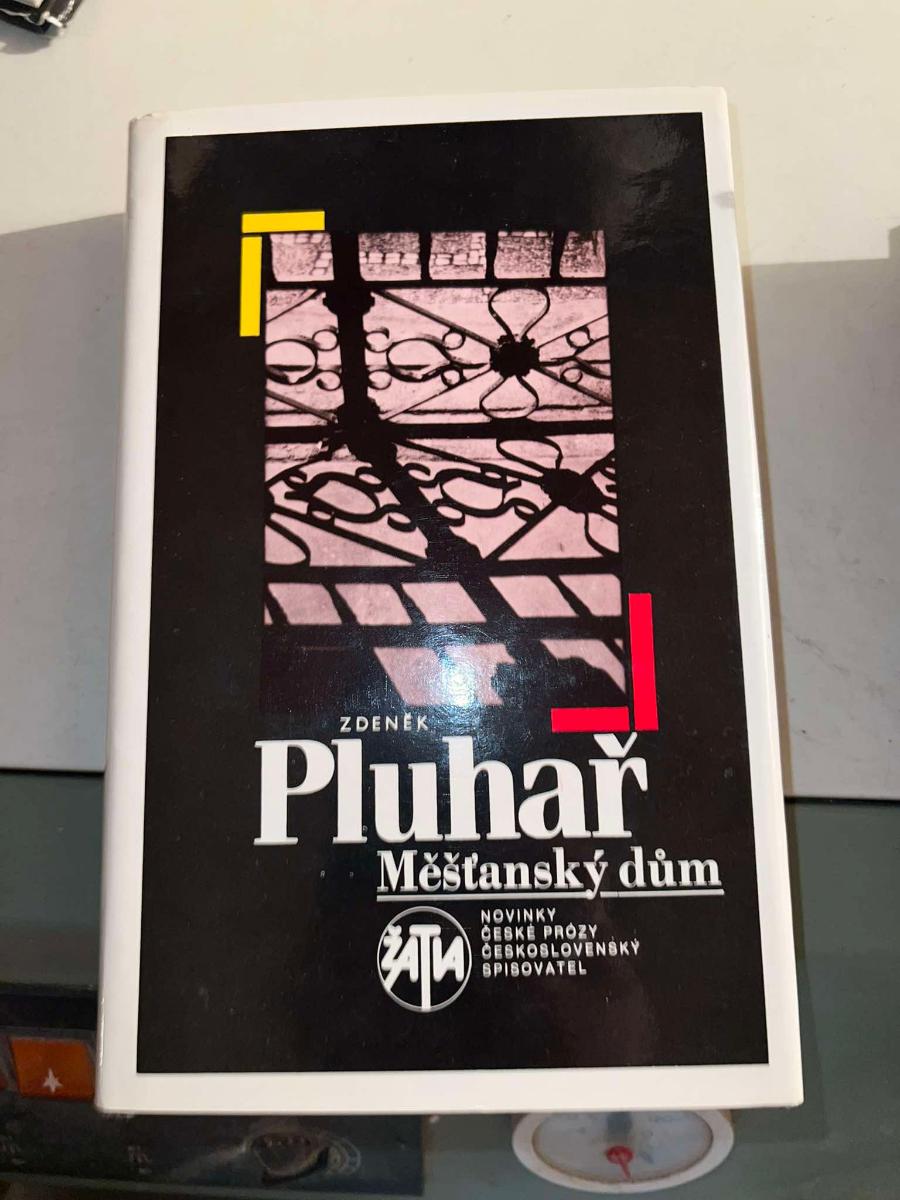 ZDENĚK
Pluhař
Měšťanský dům
ŽATVA
NOVINKY
ČESKÉ PRÓZY
ČESKOSLOVENSKÝ
SPISOVATEL